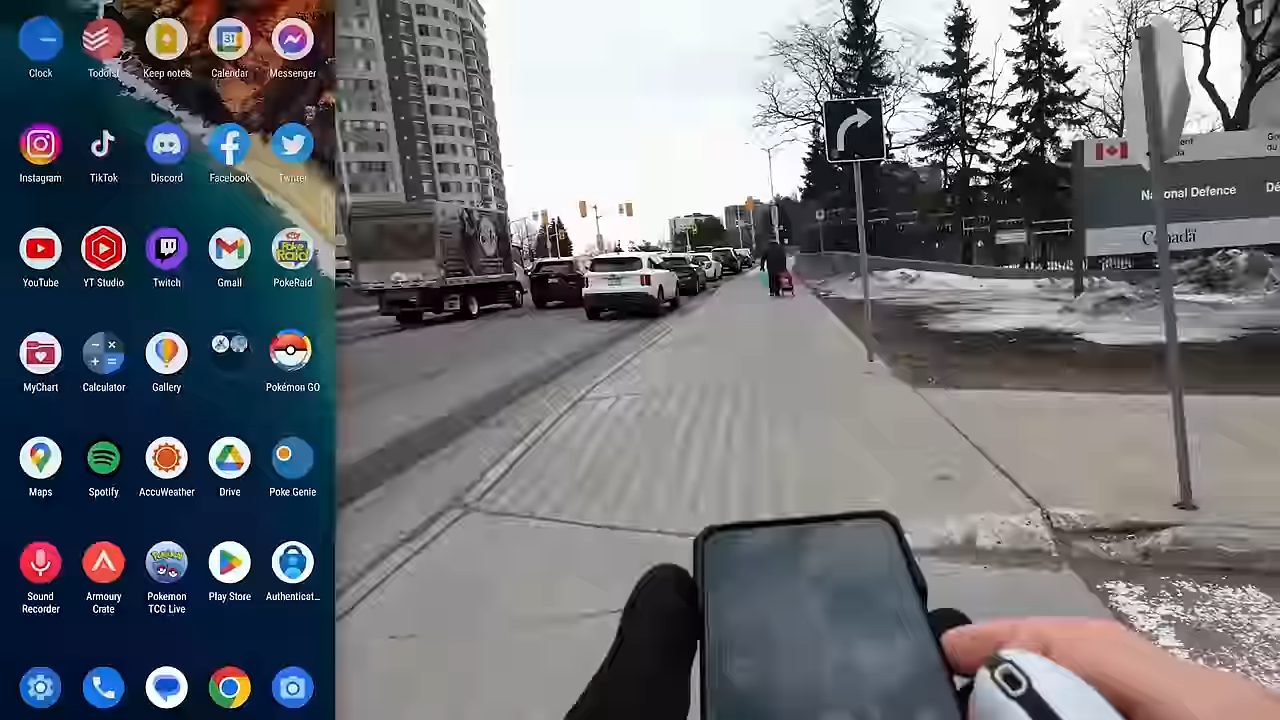 Clock
Todoist
Keep notes
31
Calendar
Messenger
Instagram
TikTok
Discord
Facebook
Twitter
YouTube
YT Studio
Twitch
Gmail
PokeRaid
MyChart
Calculator
Gallery
Pokémon GO
Maps
Spotify
AccuWeather
Drive
Poke Genie
Sound
Recorder
Armoury
Crate
Pokemon
TCG Live
Play Store
Authenticat...
National Defence
Canada